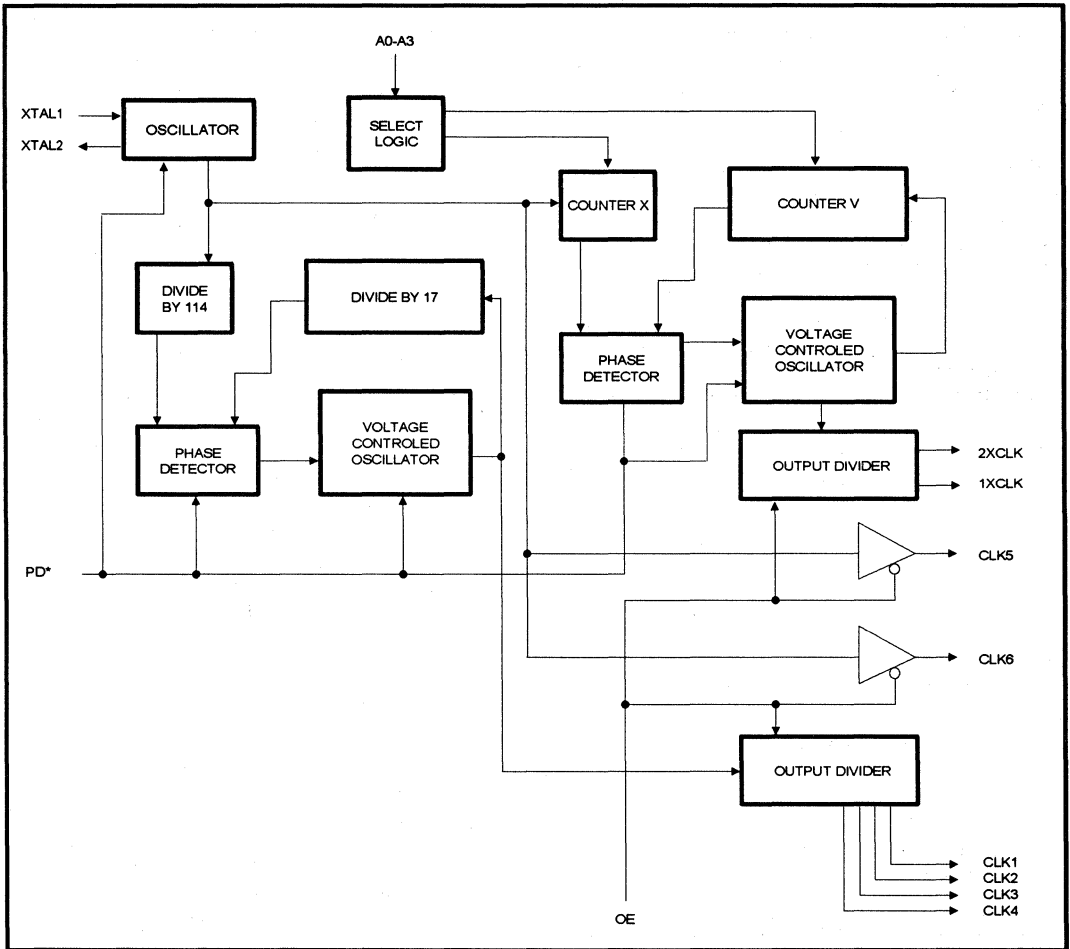 A0-A3
XTAL1
XTAL2
OSCILLATOR
SELECT
LOGIC
COUNTER X
COUNTER V
DIVIDE
BY 114
DIVIDE BY 17
PHASE
DETECTOR
VOLTAGE
CONTROLED
OSCILLATOR
PHASE
DETECTOR
VOLTAGE
CONTROLED
OSCILLATOR
OUTPUT DIVIDER
2XCLK
1XCLK
PD*
CLK5
CLK6
OUTPUT DIVIDER
CLK1
CLK2
CLK3
CLK4
OE